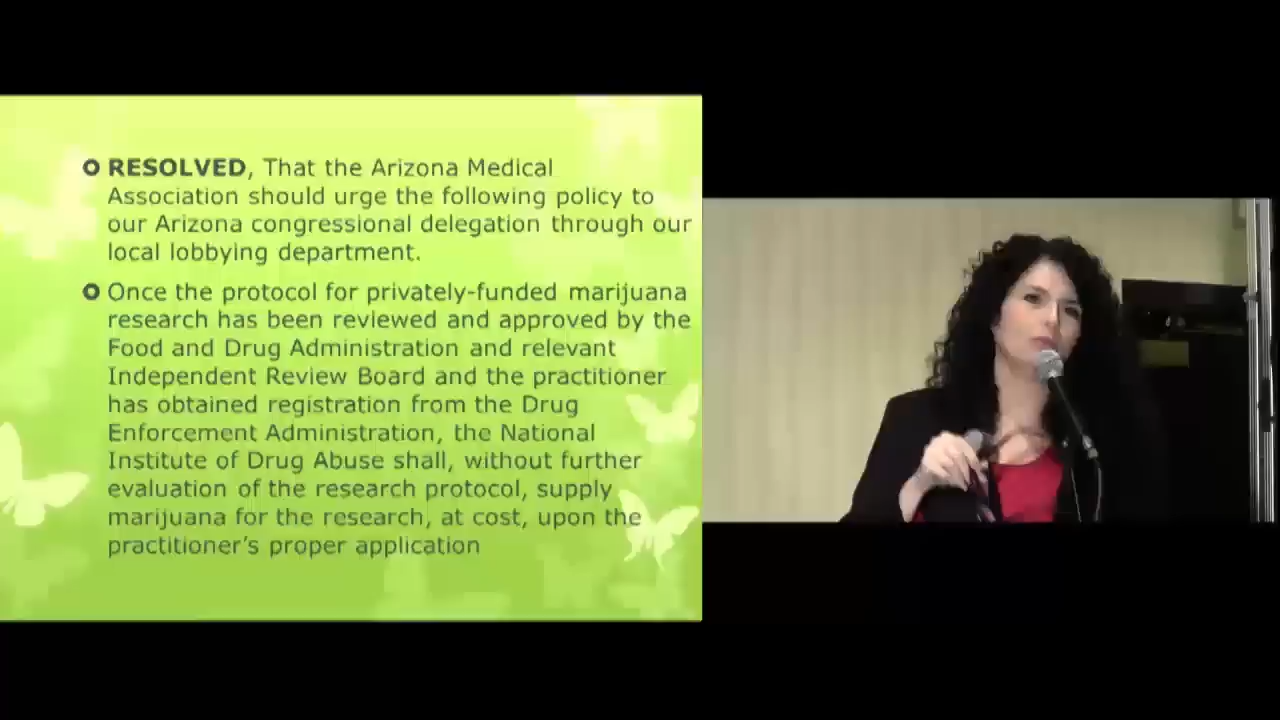 RESOLVED, That the Arizona Medical
Association should urge the following policy to
our Arizona congressional delegation through our
local lobbying department.
Once the protocol for privately-funded marijuana
research has been reviewed and approved by the
Food and Drug Administration and relevant
Independent Review Board and the practitioner
has obtained registration from the Drug
Enforcement Administration, the National
Institute of Drug Abuse shall, without further
evaluation of the research protocol, supply
marijuana for the research, at cost, upon the
practitioner's proper application